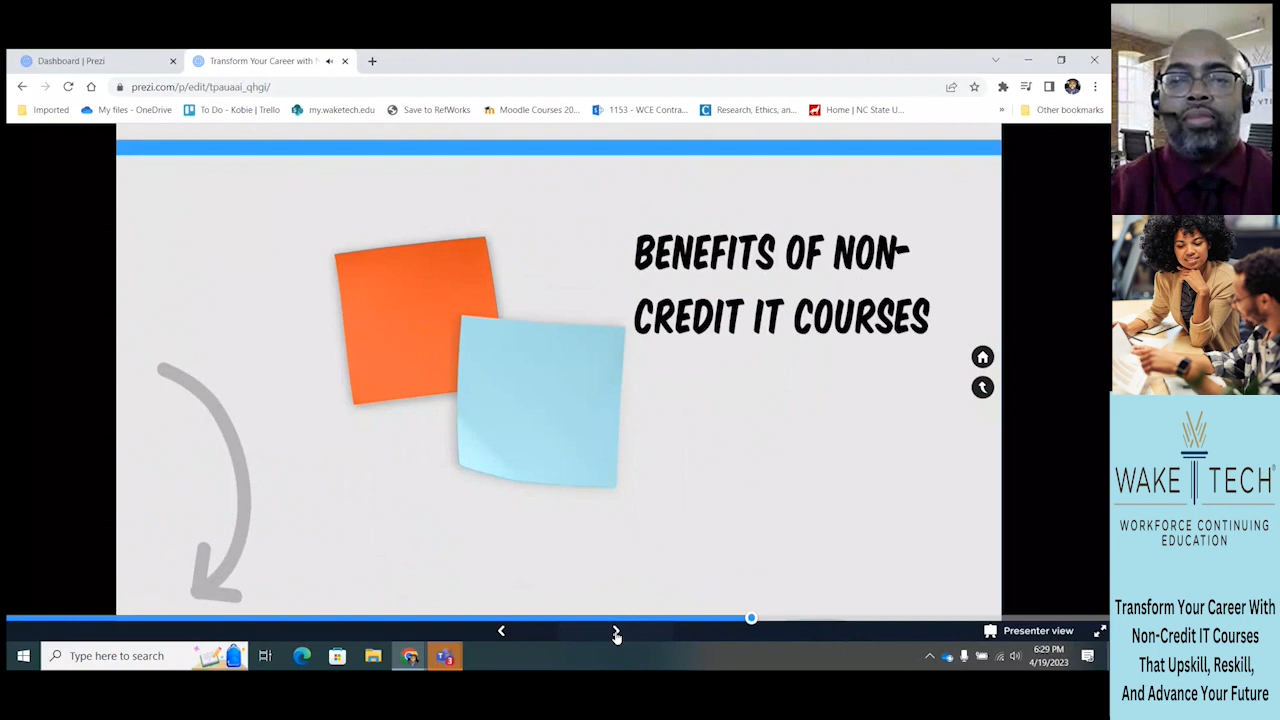 Dashboard | Prezi
Transform Your Career with N
prezi.com/p/edit/tpauaai_qhgi/
Imported
My files - OneDrive
To Do - Kobie | Trello
my.waketech.edu
Save to RefWorks
Moodle Courses 20...
1153 - WCE Contra...
Research, Ethics, an...
Home | NC State U...
»
Other bookmarks
BENEFITS OF NON-
CREDIT IT COURSES
Presenter view
Type here to search
6:29 PM
4/19/2023
WAKE TECH®
WORKFORCE CONTINUING
EDUCATION
Transform Your Career With
Non-Credit IT Courses
That Upskill, Reskill,
And Advance Your Future